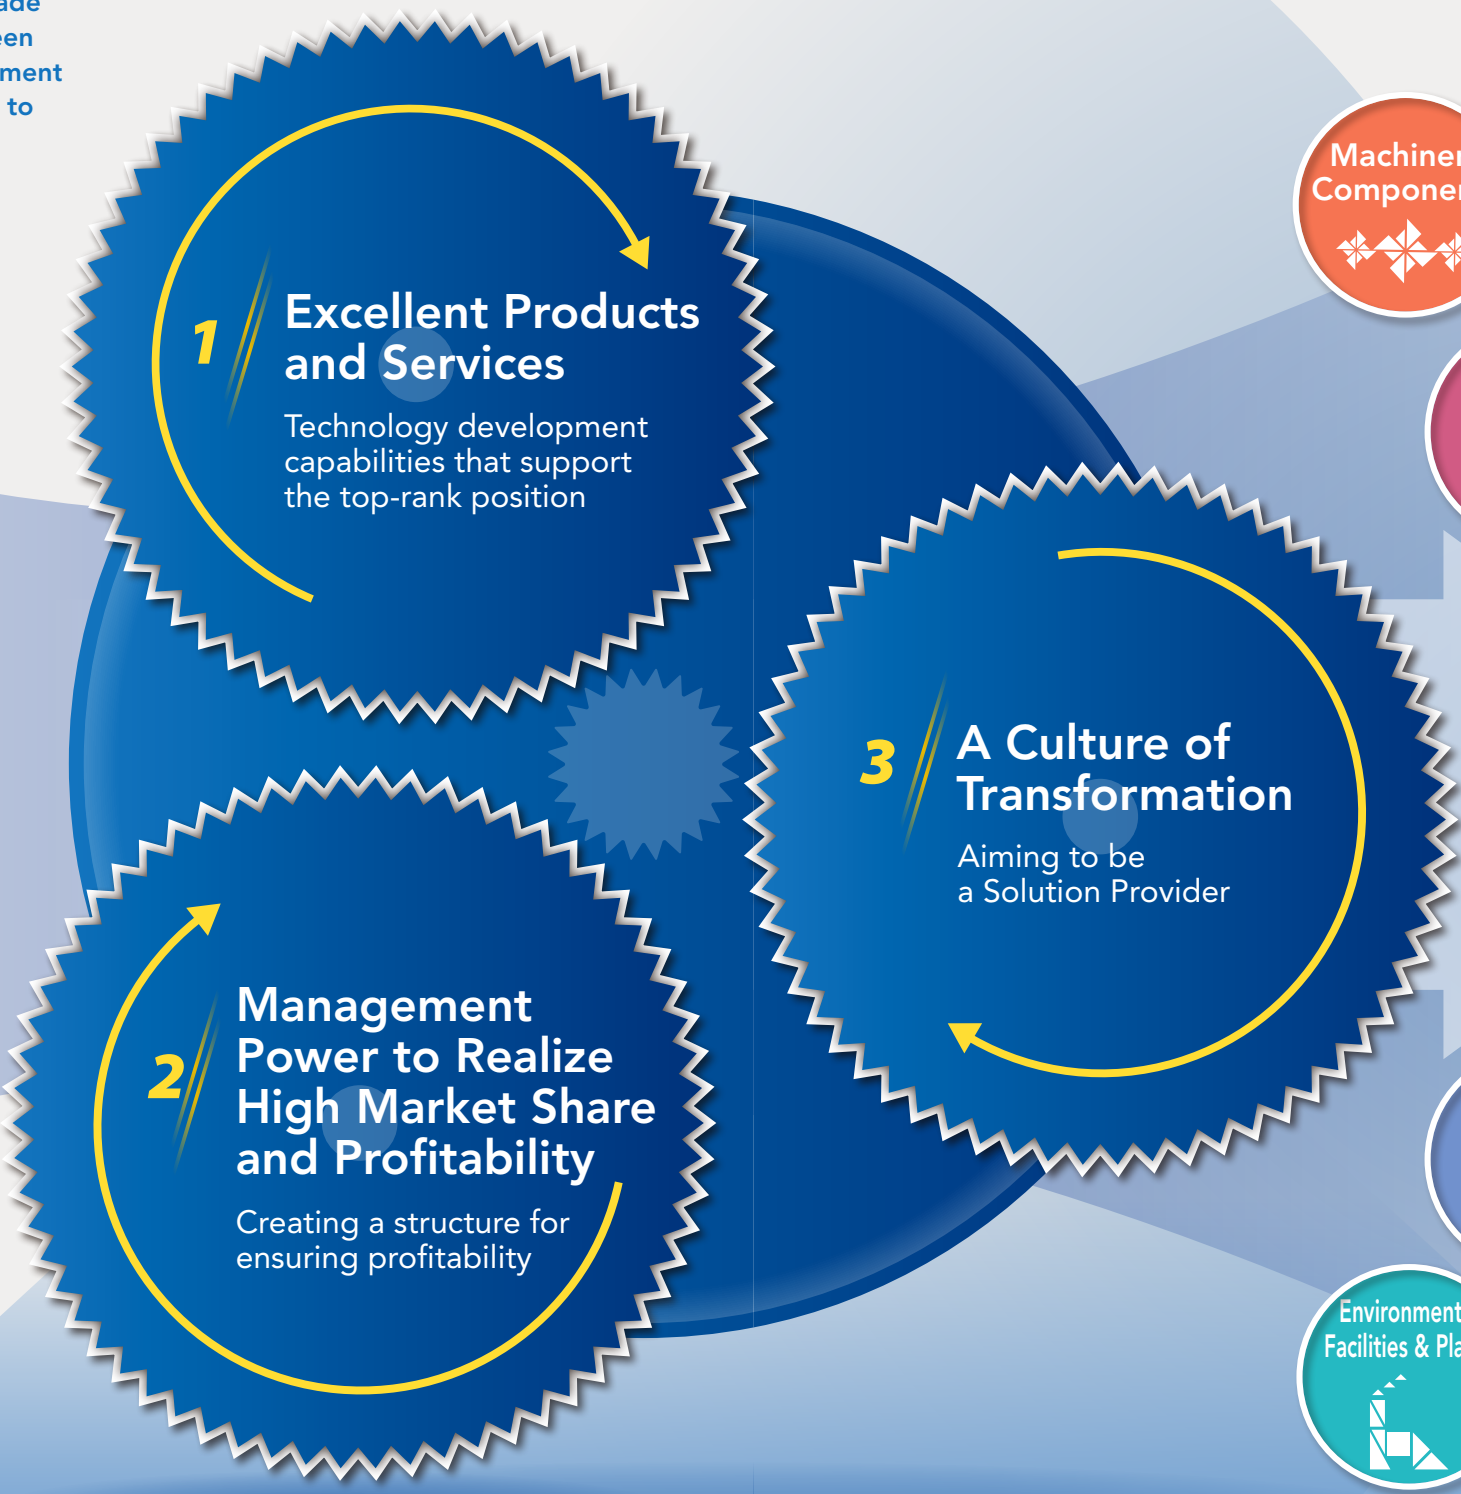 to
1
Excellent Products
and Services
Technology development
capabilities that support
the top-rank position
2
Management
Power to Realize
High Market Share
and Profitability
Creating a structure for
ensuring profitability
3
A Culture of
Transformation
Aiming to be
a Solution Provider
Facilities &